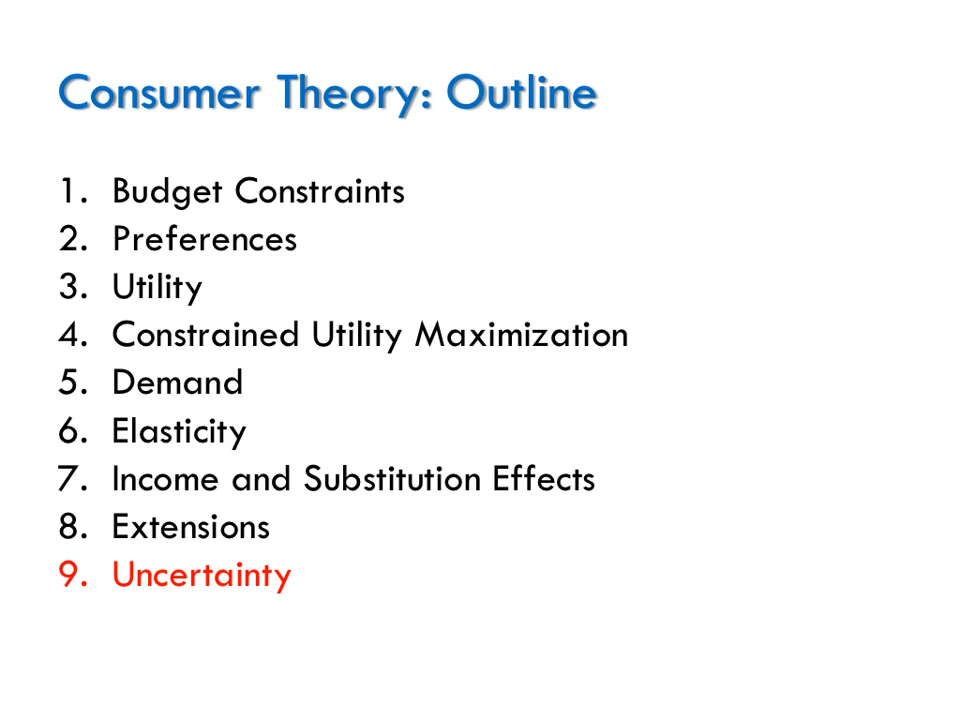 Consumer Theory: Outline
1. Budget Constraints
2. Preferences
3. Utility
4. Constrained Utility Maximization
5. Demand
6. Elasticity
7. Income and Substitution Effects
8. Extensions
9. Uncertainty